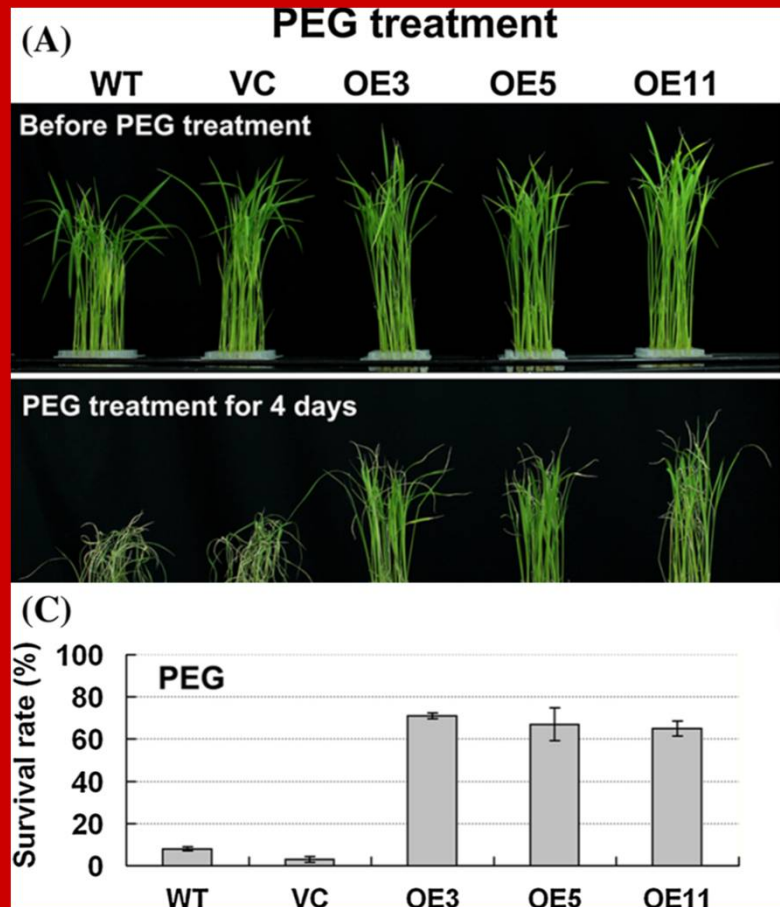 PEG treatment
(A)
WT VC OE3 OE5 OE11
Before PEG treatment
PEG treatment for 4 days
(C)
Survival rate (%)
100
PEG
80
60
40
20
0
WT VC OE3 OE5 OE11